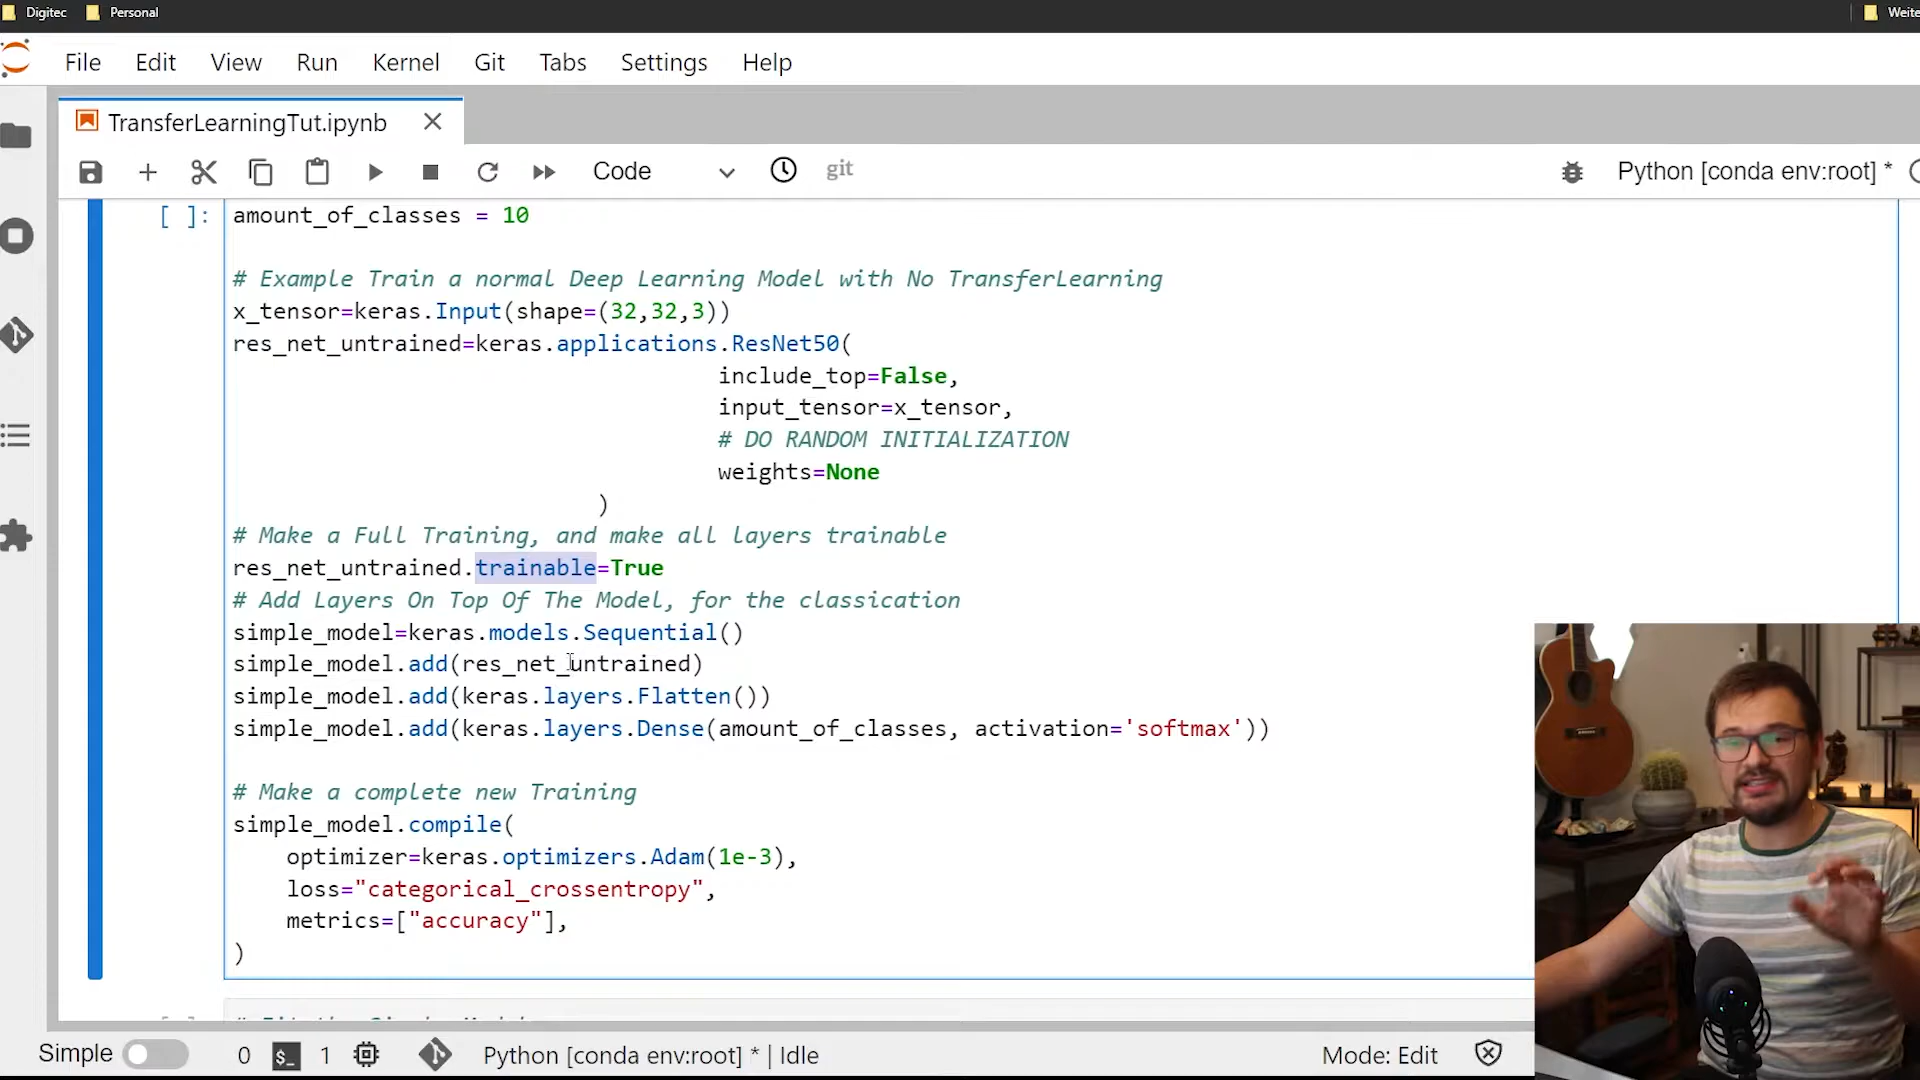 Digitec Personal Weite
File Edit View Run Kernel Git Tabs Settings Help
TransferLearningTut.ipynb
Code git Python [conda env:root] *
[ ]: amount_of_classes = 10
# Example Train a normal Deep Learning Model with No TransferLearning
x_tensor=keras.Input(shape=(32,32,3))
res_net_untrained=keras.applications.ResNet50(
include_top=False,
input_tensor=x_tensor,
# DO RANDOM INITIALIZATION
weights=None
)
# Make a Full Training, and make all layers trainable
res_net_untrained.trainable=True
# Add Layers On Top Of The Model, for the classication
simple_model=keras.models.Sequential()
simple_model.add(res_net_untrained)
simple_model.add(keras.layers.Flatten())
simple_model.add(keras.layers.Dense(amount_of_classes, activation='softmax'))
# Make a complete new Training
simple_model.compile(
optimizer=keras.optimizers.Adam(1e-3),
loss="categorical_crossentropy",
metrics=["accuracy"],
)
Simple 0 $_ 1 Python [conda env:root] * | Idle Mode: Edit